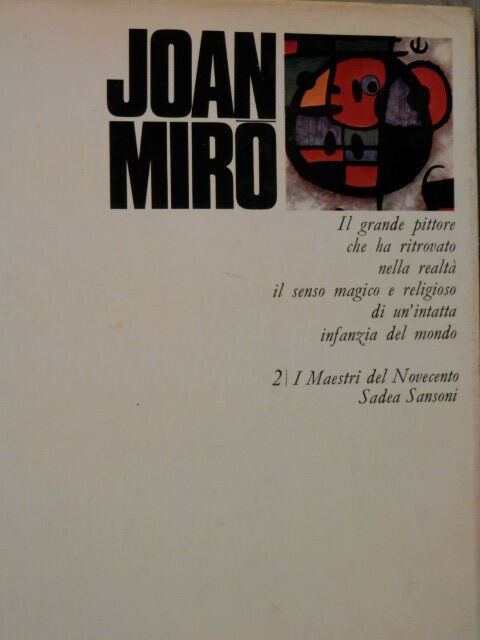 JOAN
MIRÒ
Il grande pittore
che ha ritrovato
nella realtà
il senso magico e religioso
di un'intatta
infanzia del mondo
2| I Maestri del Novecento
Sadea Sansoni